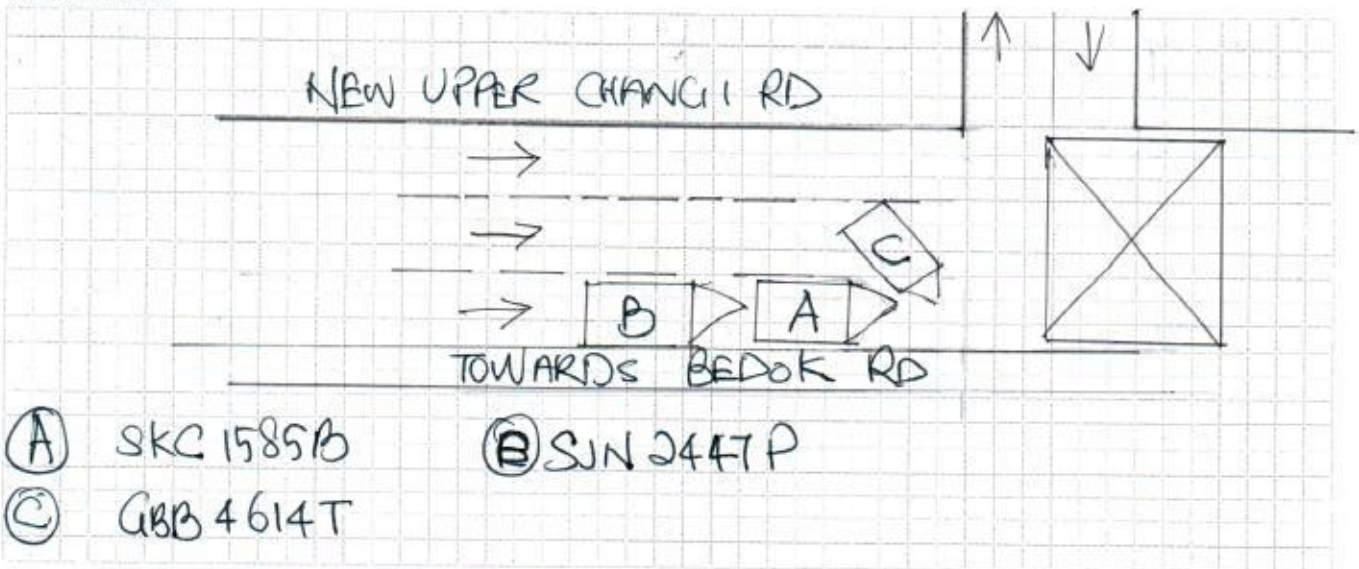 NEW UPPER CHANGI RD
C
B A
TOWARDS BEDOK RD
A SKC 1585B B SJN 2447P
C GBB 4614T